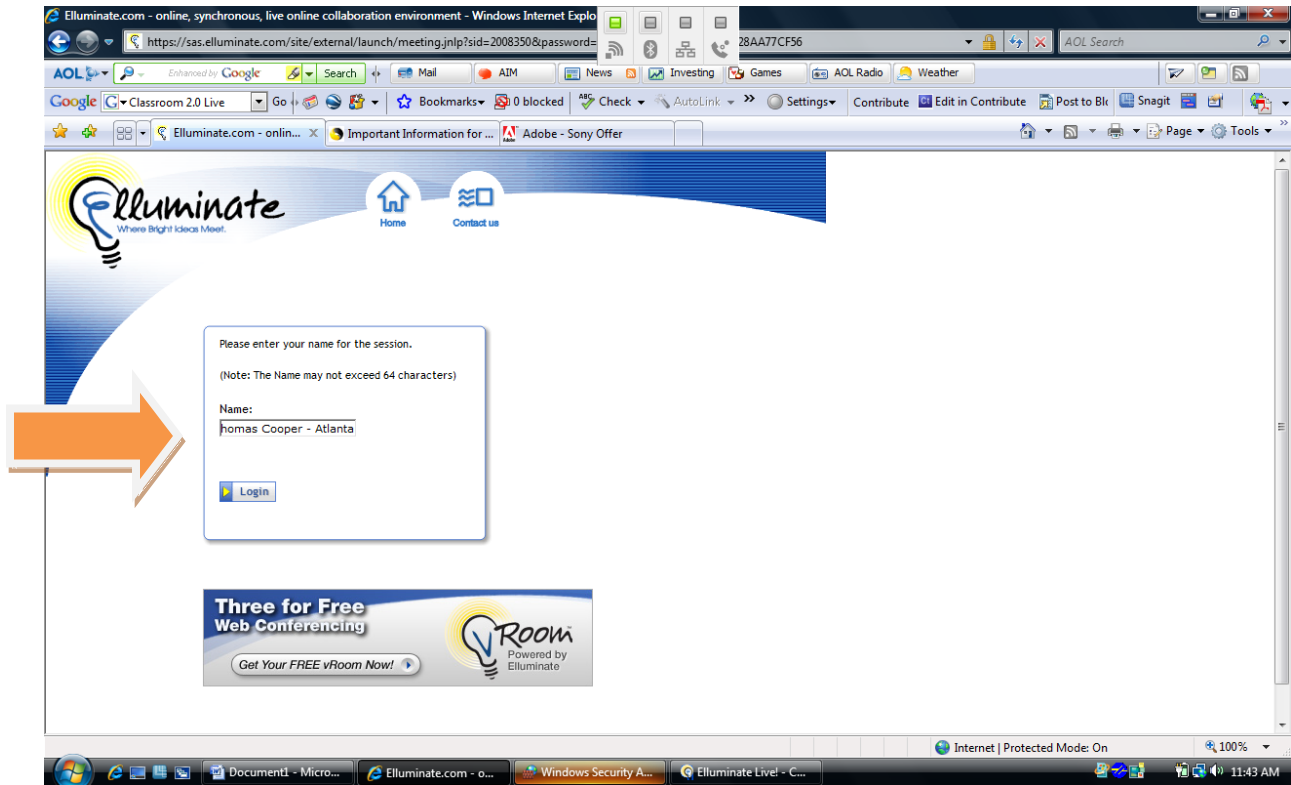 Elluminate.com - online, synchronous, live online collaboration environment - Windows Internet Explo
https://sas.elluminate.com/site/external/launch/meeting.jnlp?sid=2008350&password= 28AA77CF56
AOL Search
AOL Enhanced by Google Search Mail AIM News Investing Games AOL Radio Weather
Google G Classroom 2.0 Live Go Bookmarks 0 blocked ABC Check AutoLink Settings Contribute Edit in Contribute Post to Blo Snagit
Elluminate.com - onlin... X Important Information for ... Adobe - Sony Offer Page Tools
Elluminate
Where Bright Ideas Meet.
Home Contact us
Please enter your name for the session.
(Note: The Name may not exceed 64 characters)
Name:
homas Cooper - Atlanta
Login
Three for Free
Web Conferencing
Get Your FREE vRoom Now!
vRoom
Powered by
Elluminate
Internet | Protected Mode: On 100%
Document1 - Micro... Elluminate.com - o... Windows Security A... Elluminate Live! - C... 11:43 AM